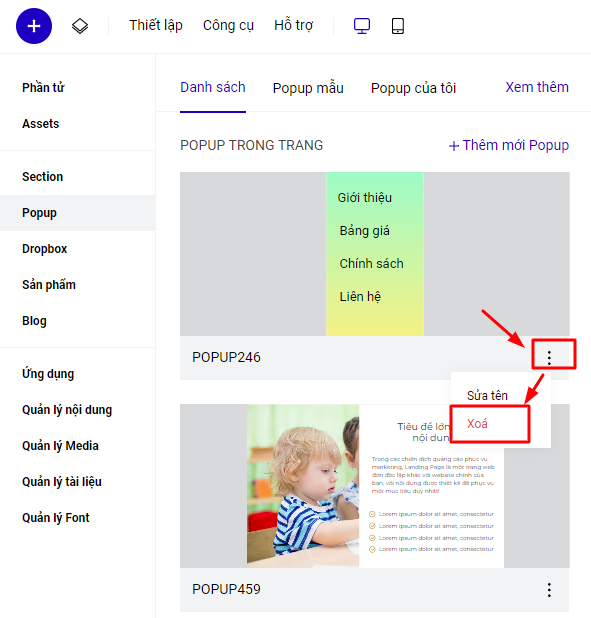 Thiết lập Công cụ Hỗ trợ
Phần tử
Assets
Section
Popup
Dropbox
Sản phẩm
Blog
Ứng dụng
Quản lý nội dung
Quản lý Media
Quản lý tài liệu
Quản lý Font
Danh sách Popup mẫu Popup của tôi Xem thêm
POPUP TRONG TRANG + Thêm mới Popup
Giới thiệu
Bảng giá
Chính sách
Liên hệ
POPUP246
Sửa tên
Xoá
Tiêu đề lớn
nội dun
Trong các chiến dịch quảng cáo phục vụ
marketing, Landing Page là một trang web
đơn độc lập khác với website chính của
bạn, với nội dung được thiết kế để phục vụ
một mục tiêu duy nhất!
Lorem ipsum dolor sit amet, consectetur
Lorem ipsum dolor sit amet, consectetur
Lorem ipsum dolor sit amet, consectetur
Lorem ipsum dolor sit amet, consectetur
POPUP459